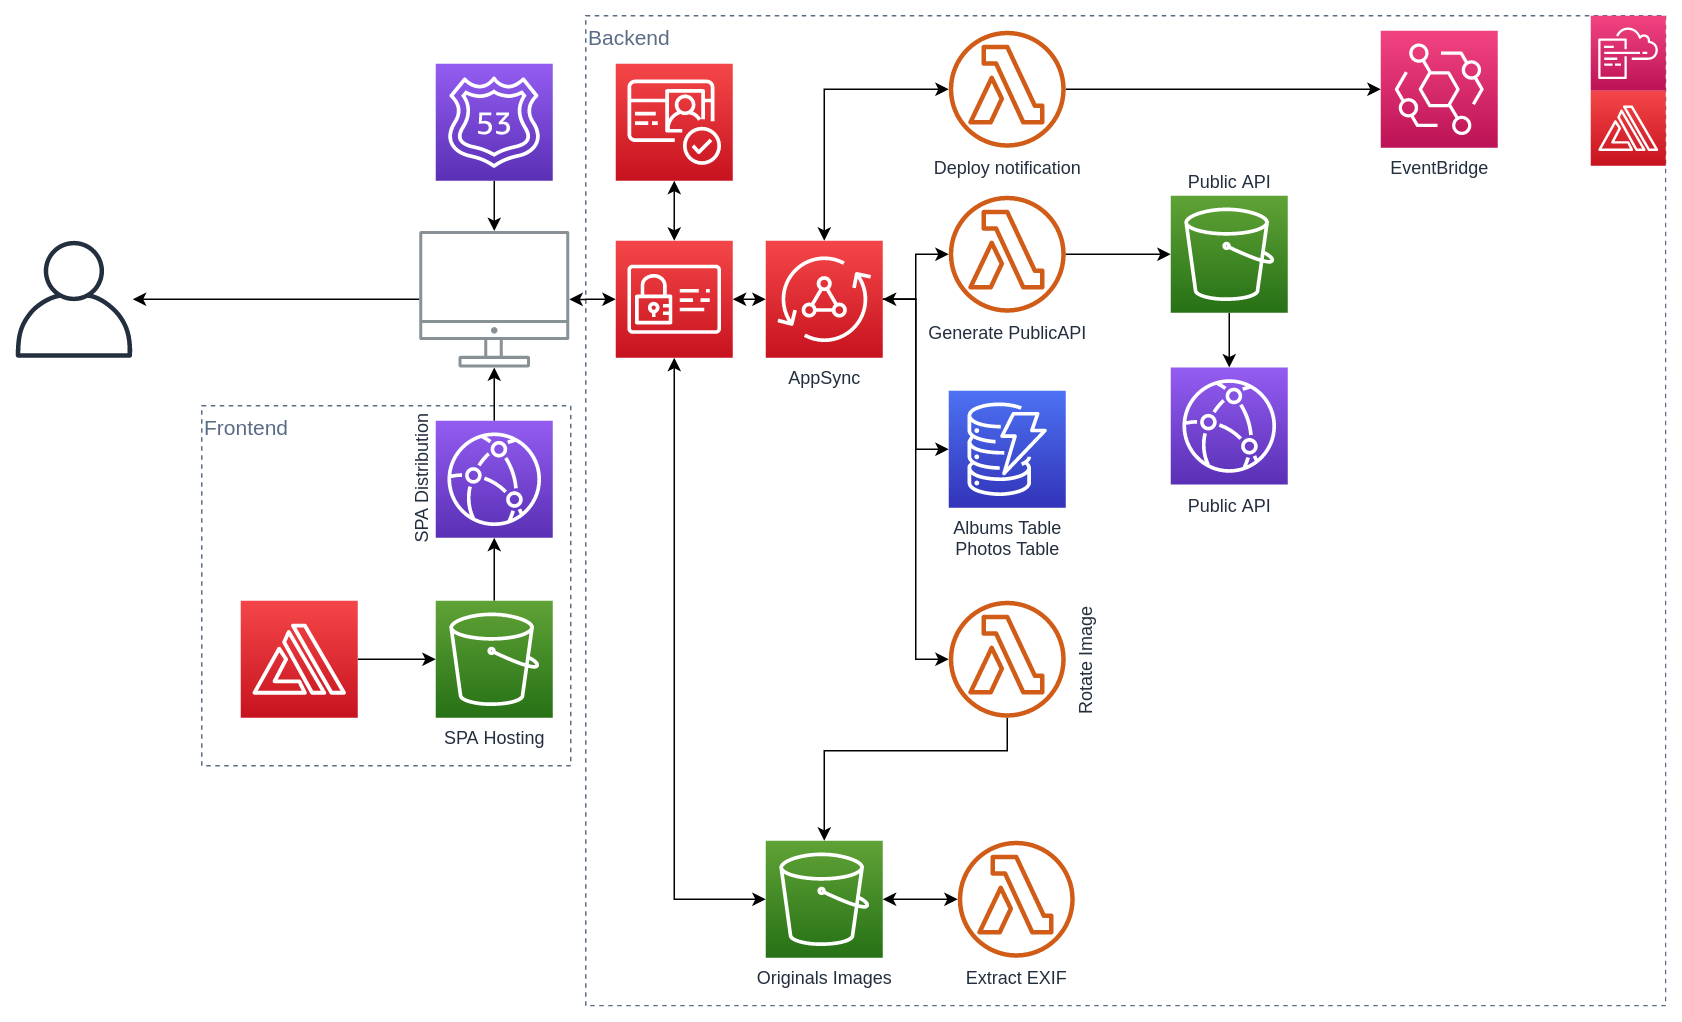 Backend
53
Deploy notification
EventBridge
Public API
Generate PublicAPI
AppSync
Frontend
SPA Distribution
Public API
Albums Table
Photos Table
Rotate Image
SPA Hosting
Originals Images
Extract EXIF